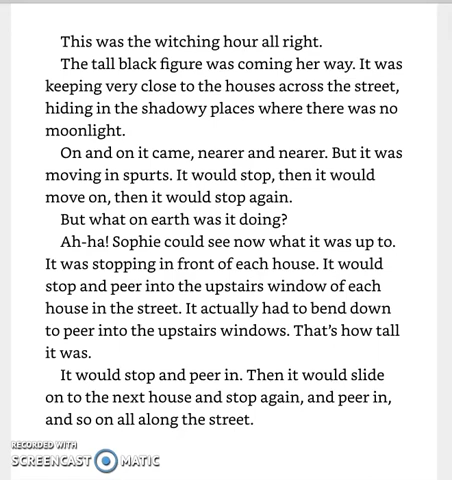 This was the witching hour all right.
The tall black figure was coming her way. It was
keeping very close to the houses across the street,
hiding in the shadowy places where there was no
moonlight.
On and on it came, nearer and nearer. But it was
moving in spurts. It would stop, then it would
move on, then it would stop again.
But what on earth was it doing?
Ah-ha! Sophie could see now what it was up to.
It was stopping in front of each house. It would
stop and peer into the upstairs window of each
house in the street. It actually had to bend down
to peer into the upstairs windows. That's how tall
it was.
It would stop and peer in. Then it would slide
on to the next house and stop again, and peer in,
and so on all along the street.
RECORDED WITH
SCREENCAST MATIC